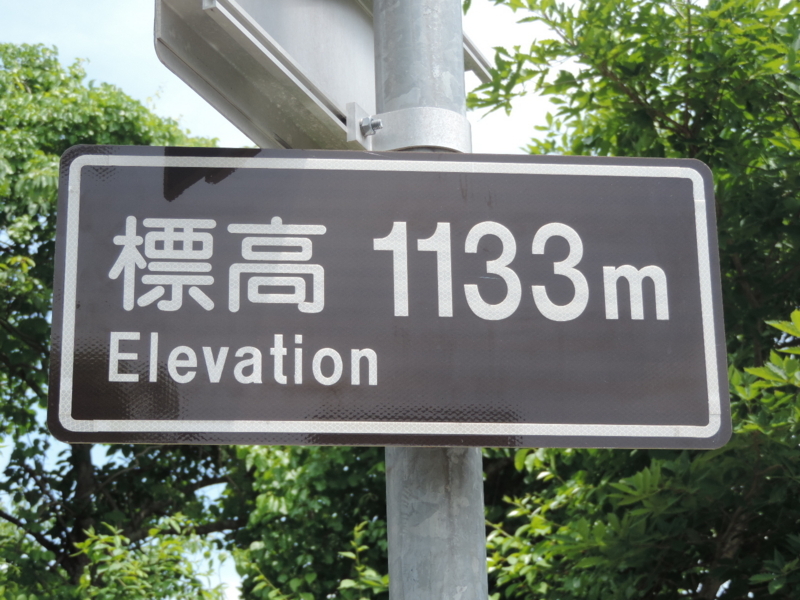 標高 1133m
Elevation